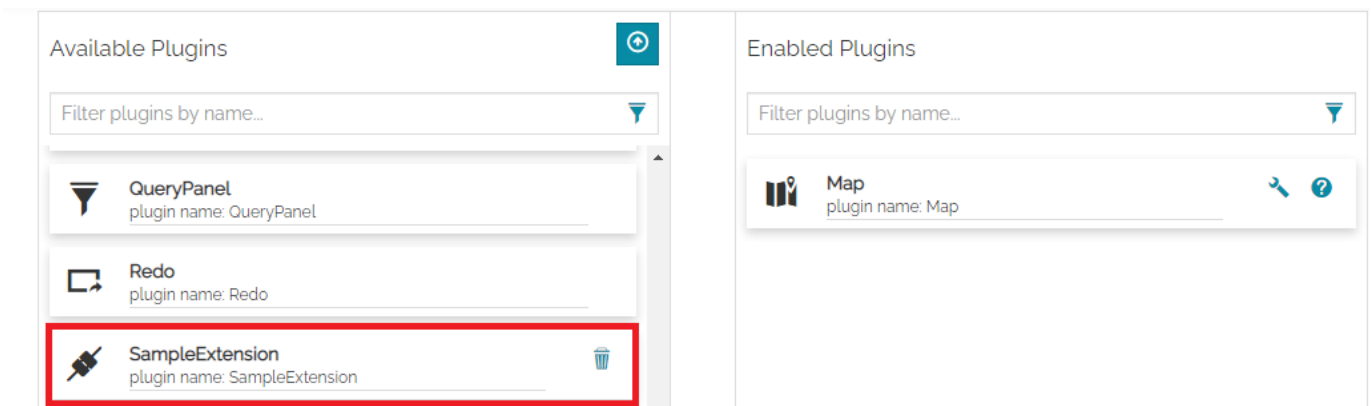 Available Plugins
Filter plugins by name...
QueryPanel
plugin name: QueryPanel
Redo
plugin name: Redo
SampleExtension
plugin name: SampleExtension
Enabled Plugins
Filter plugins by name...
Map
plugin name: Map